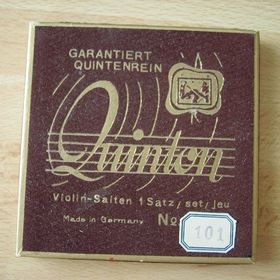 GARANTIERT
QUINTENREIN
Quinton
Violin-Saiten 1 Satz/set/jeu
Made in Germany No.
101